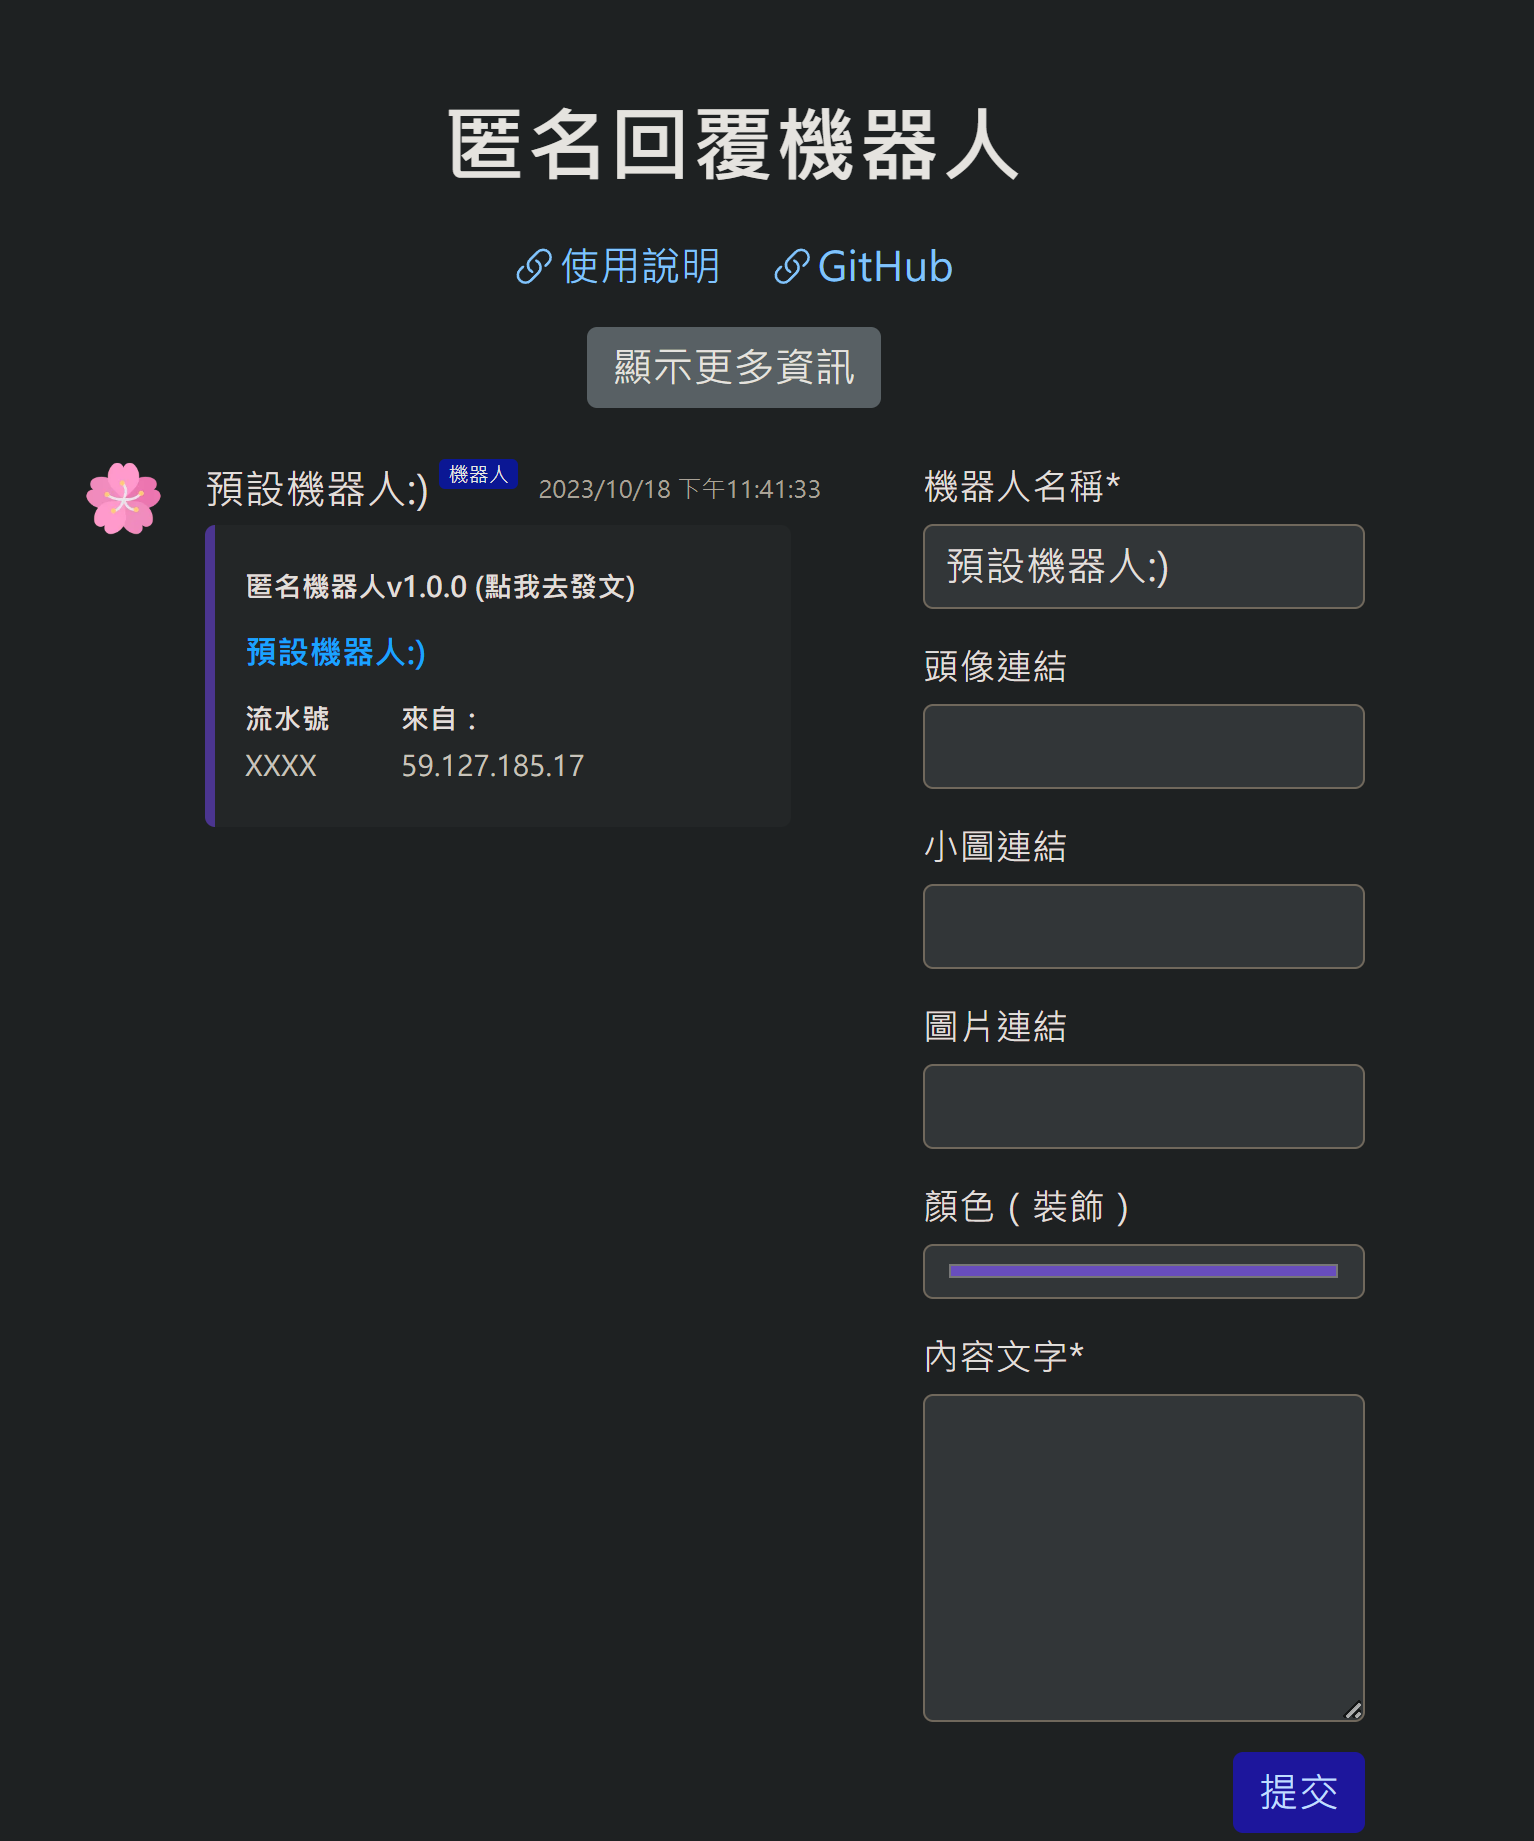 匿名回覆機器人
使用說明 GitHub
顯示更多資訊
預設機器人:) 機器人 2023/10/18 下午11:41:33
匿名機器人v1.0.0 (點我去發文)
預設機器人:)
流水號 來自：
XXXX 59.127.185.17
機器人名稱*
預設機器人:)
頭像連結
小圖連結
圖片連結
顏色（裝飾）
內容文字*
提交